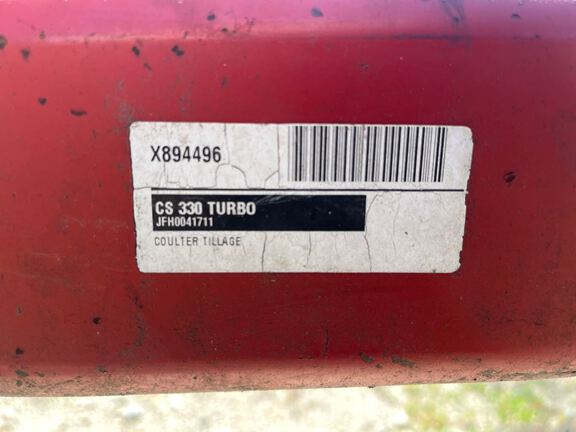 X894496
CS 330 TURBO
JFH0041711
COULTER TILLAGE